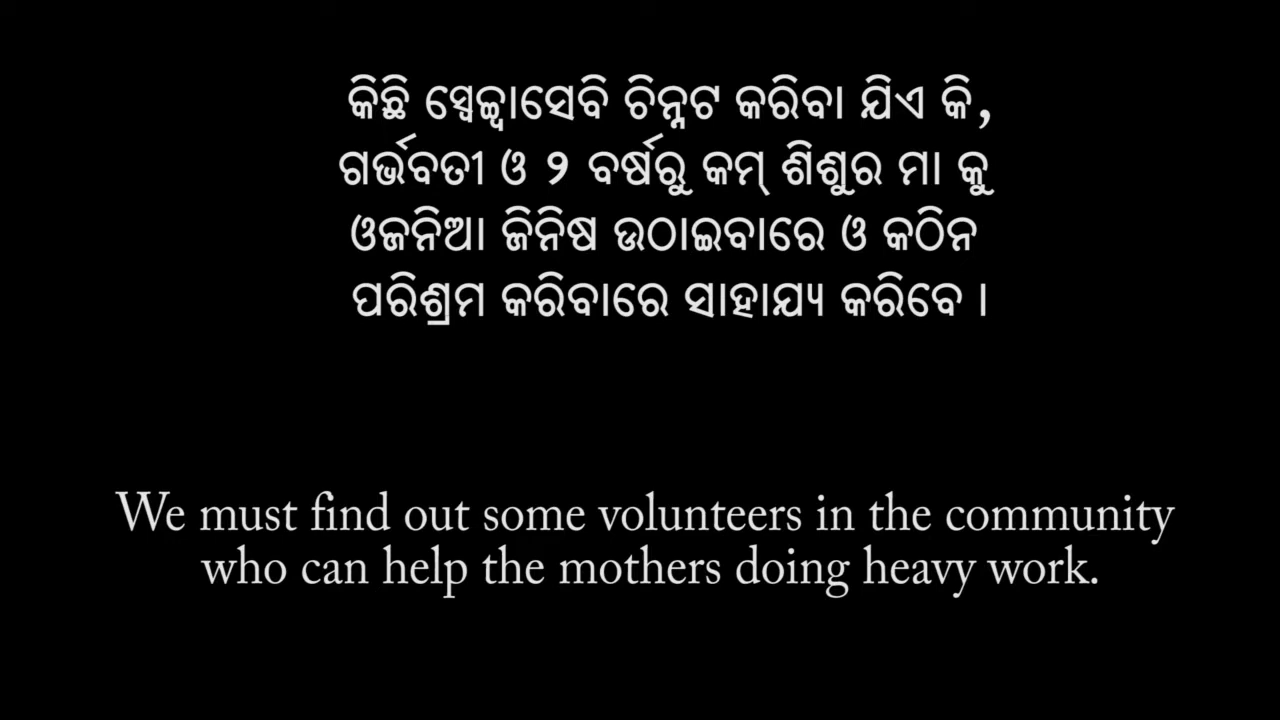 କିଛି ସ୍ୱେଚ୍ଛାସେବି ଚିନ୍ନଟ କରିବା ଯିଏ କି,
ଗର୍ଭବତୀ ଓ ୨ ବର୍ଷରୁ କମ୍ ଶିଶୁର ମା କୁ
ଓଜନିଆ ଜିନିଷ ଉଠାଇବାରେ ଓ କଠିନ
ପରିଶ୍ରମ କରିବାରେ ସାହାଯ୍ୟ କରିବେ ।
We must find out some volunteers in the community
who can help the mothers doing heavy work.